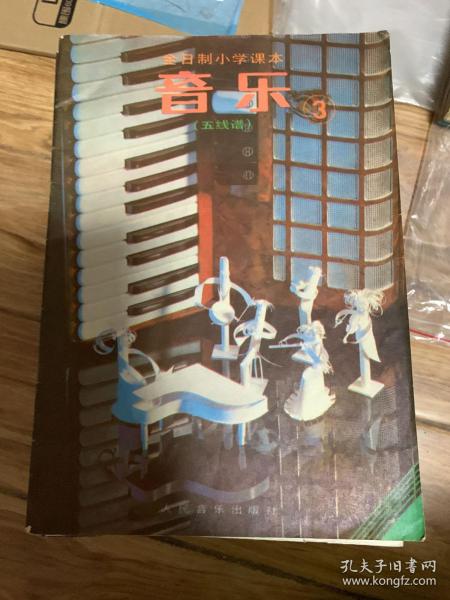 全日制小学课本
音乐 ③
(五线谱)
人民音乐出版社
孔夫子旧书网
www.kongfz.com